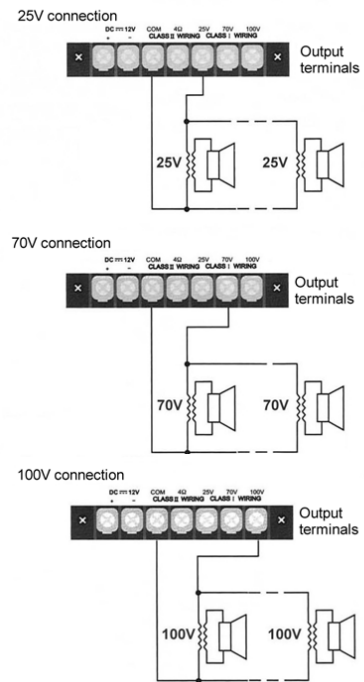 25V connection
DC ⎓ 12V COM 4Ω 25V 70V 100V
+ − CLASS II WIRING CLASS I WIRING
Output
terminals
25V 25V
70V connection
DC ⎓ 12V COM 4Ω 25V 70V 100V
+ − CLASS II WIRING CLASS I WIRING
Output
terminals
70V 70V
100V connection
DC ⎓ 12V COM 4Ω 25V 70V 100V
+ − CLASS II WIRING CLASS I WIRING
Output
terminals
100V 100V